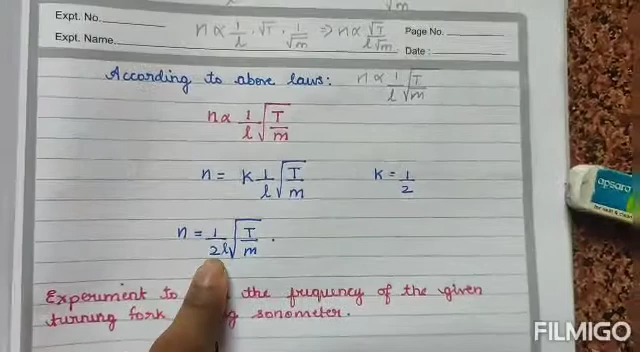 Expt. No.
n ∝ 1/l · √T · 1/√m ⇒ n ∝ √T/l√m
Page No.
Expt. Name
Date :
According to above laws: n ∝ 1/l √T/m
n ∝ 1/l √T/m
n = K 1/l √T/m K = 1/2
n = 1/2l √T/m .
Experiment to the frequency of the given
turning fork sonometer.
apsara
FILMIGO